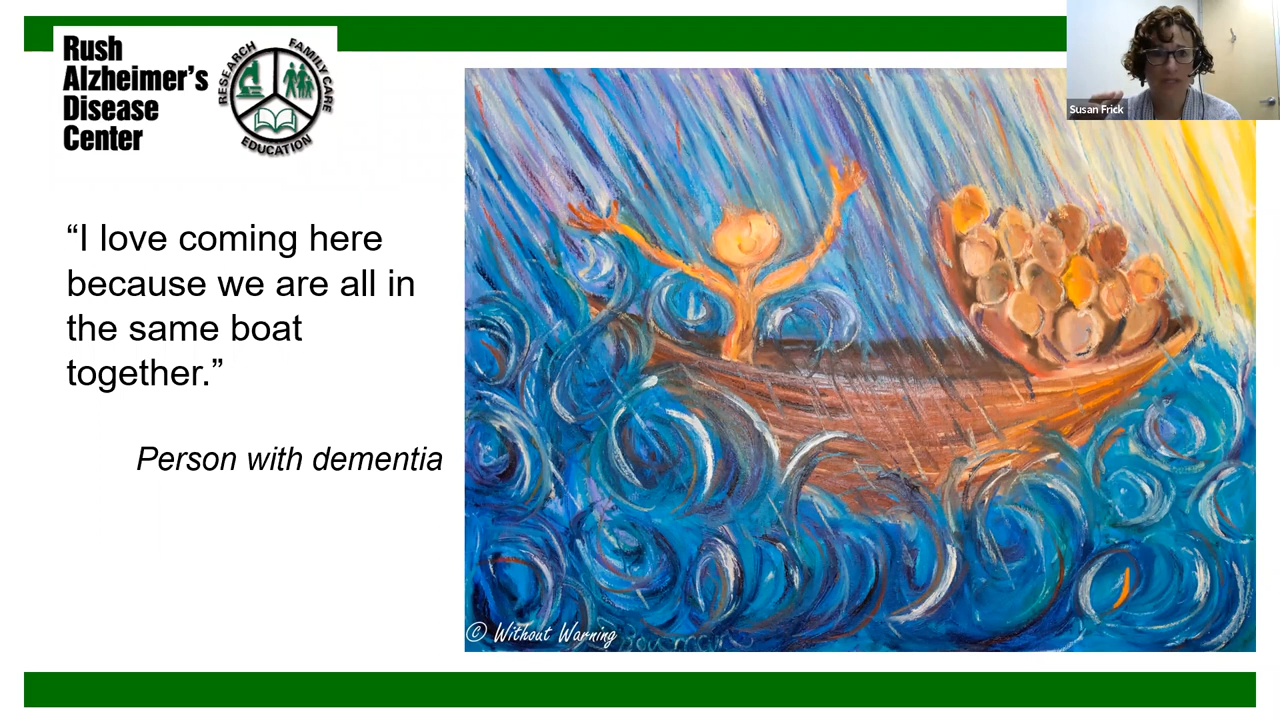 Rush
Alzheimer's
Disease
Center
RESEARCH
FAMILY CARE
EDUCATION
Susan Frick
“I love coming here
because we are all in
the same boat
together.”
Person with dementia
© Without Warning